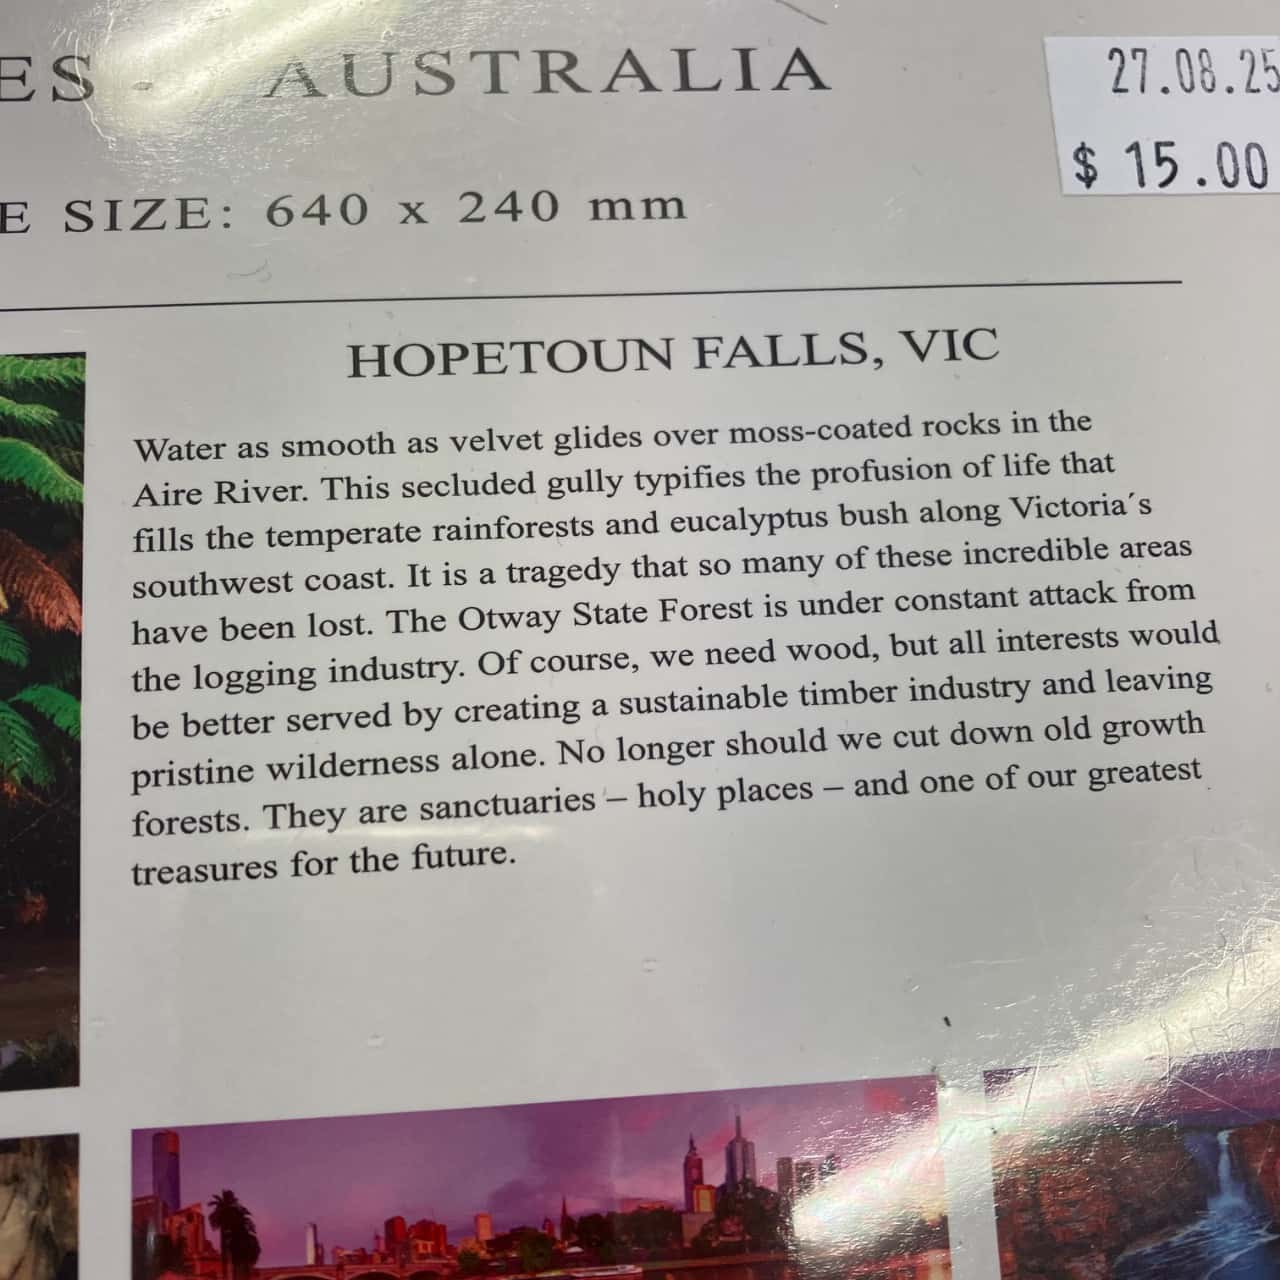 ES - AUSTRALIA
27.08.25
$ 15.00
E SIZE: 640 x 240 mm
HOPETOUN FALLS, VIC
Water as smooth as velvet glides over moss-coated rocks in the
Aire River. This secluded gully typifies the profusion of life that
fills the temperate rainforests and eucalyptus bush along Victoria´s
southwest coast. It is a tragedy that so many of these incredible areas
have been lost. The Otway State Forest is under constant attack from
the logging industry. Of course, we need wood, but all interests would
be better served by creating a sustainable timber industry and leaving
pristine wilderness alone. No longer should we cut down old growth
forests. They are sanctuaries – holy places – and one of our greatest
treasures for the future.